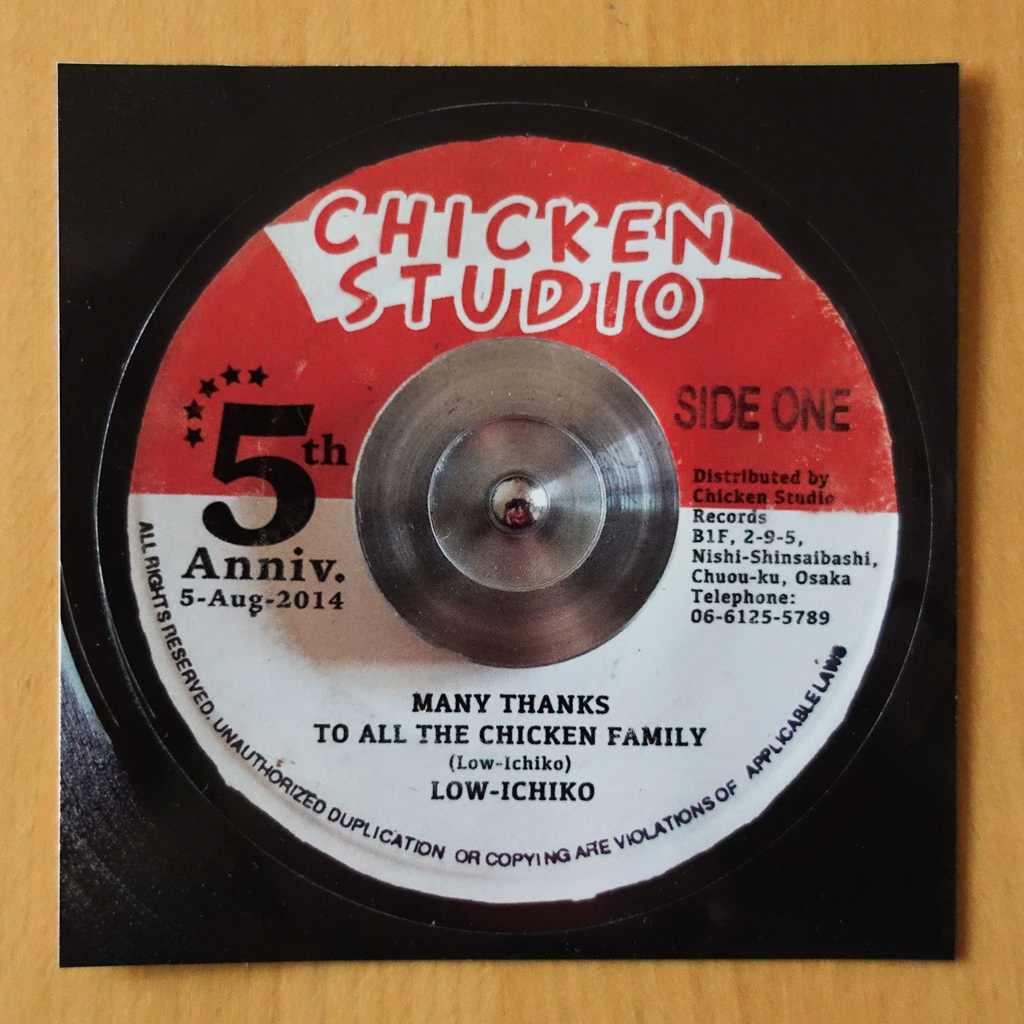 CHICKEN
STUDIO
5th
Anniv.
5-Aug-2014
SIDE ONE
Distributed by
Chicken Studio
Records
B1F, 2-9-5,
Nishi-Shinsaibashi,
Chuou-ku, Osaka
Telephone:
06-6125-5789
MANY THANKS
TO ALL THE CHICKEN FAMILY
(Low-Ichiko)
LOW-ICHIKO
ALL RIGHTS RESERVED. UNAUTHORIZED DUPLICATION OR COPYING ARE VIOLATIONS OF APPLICABLE LAWS